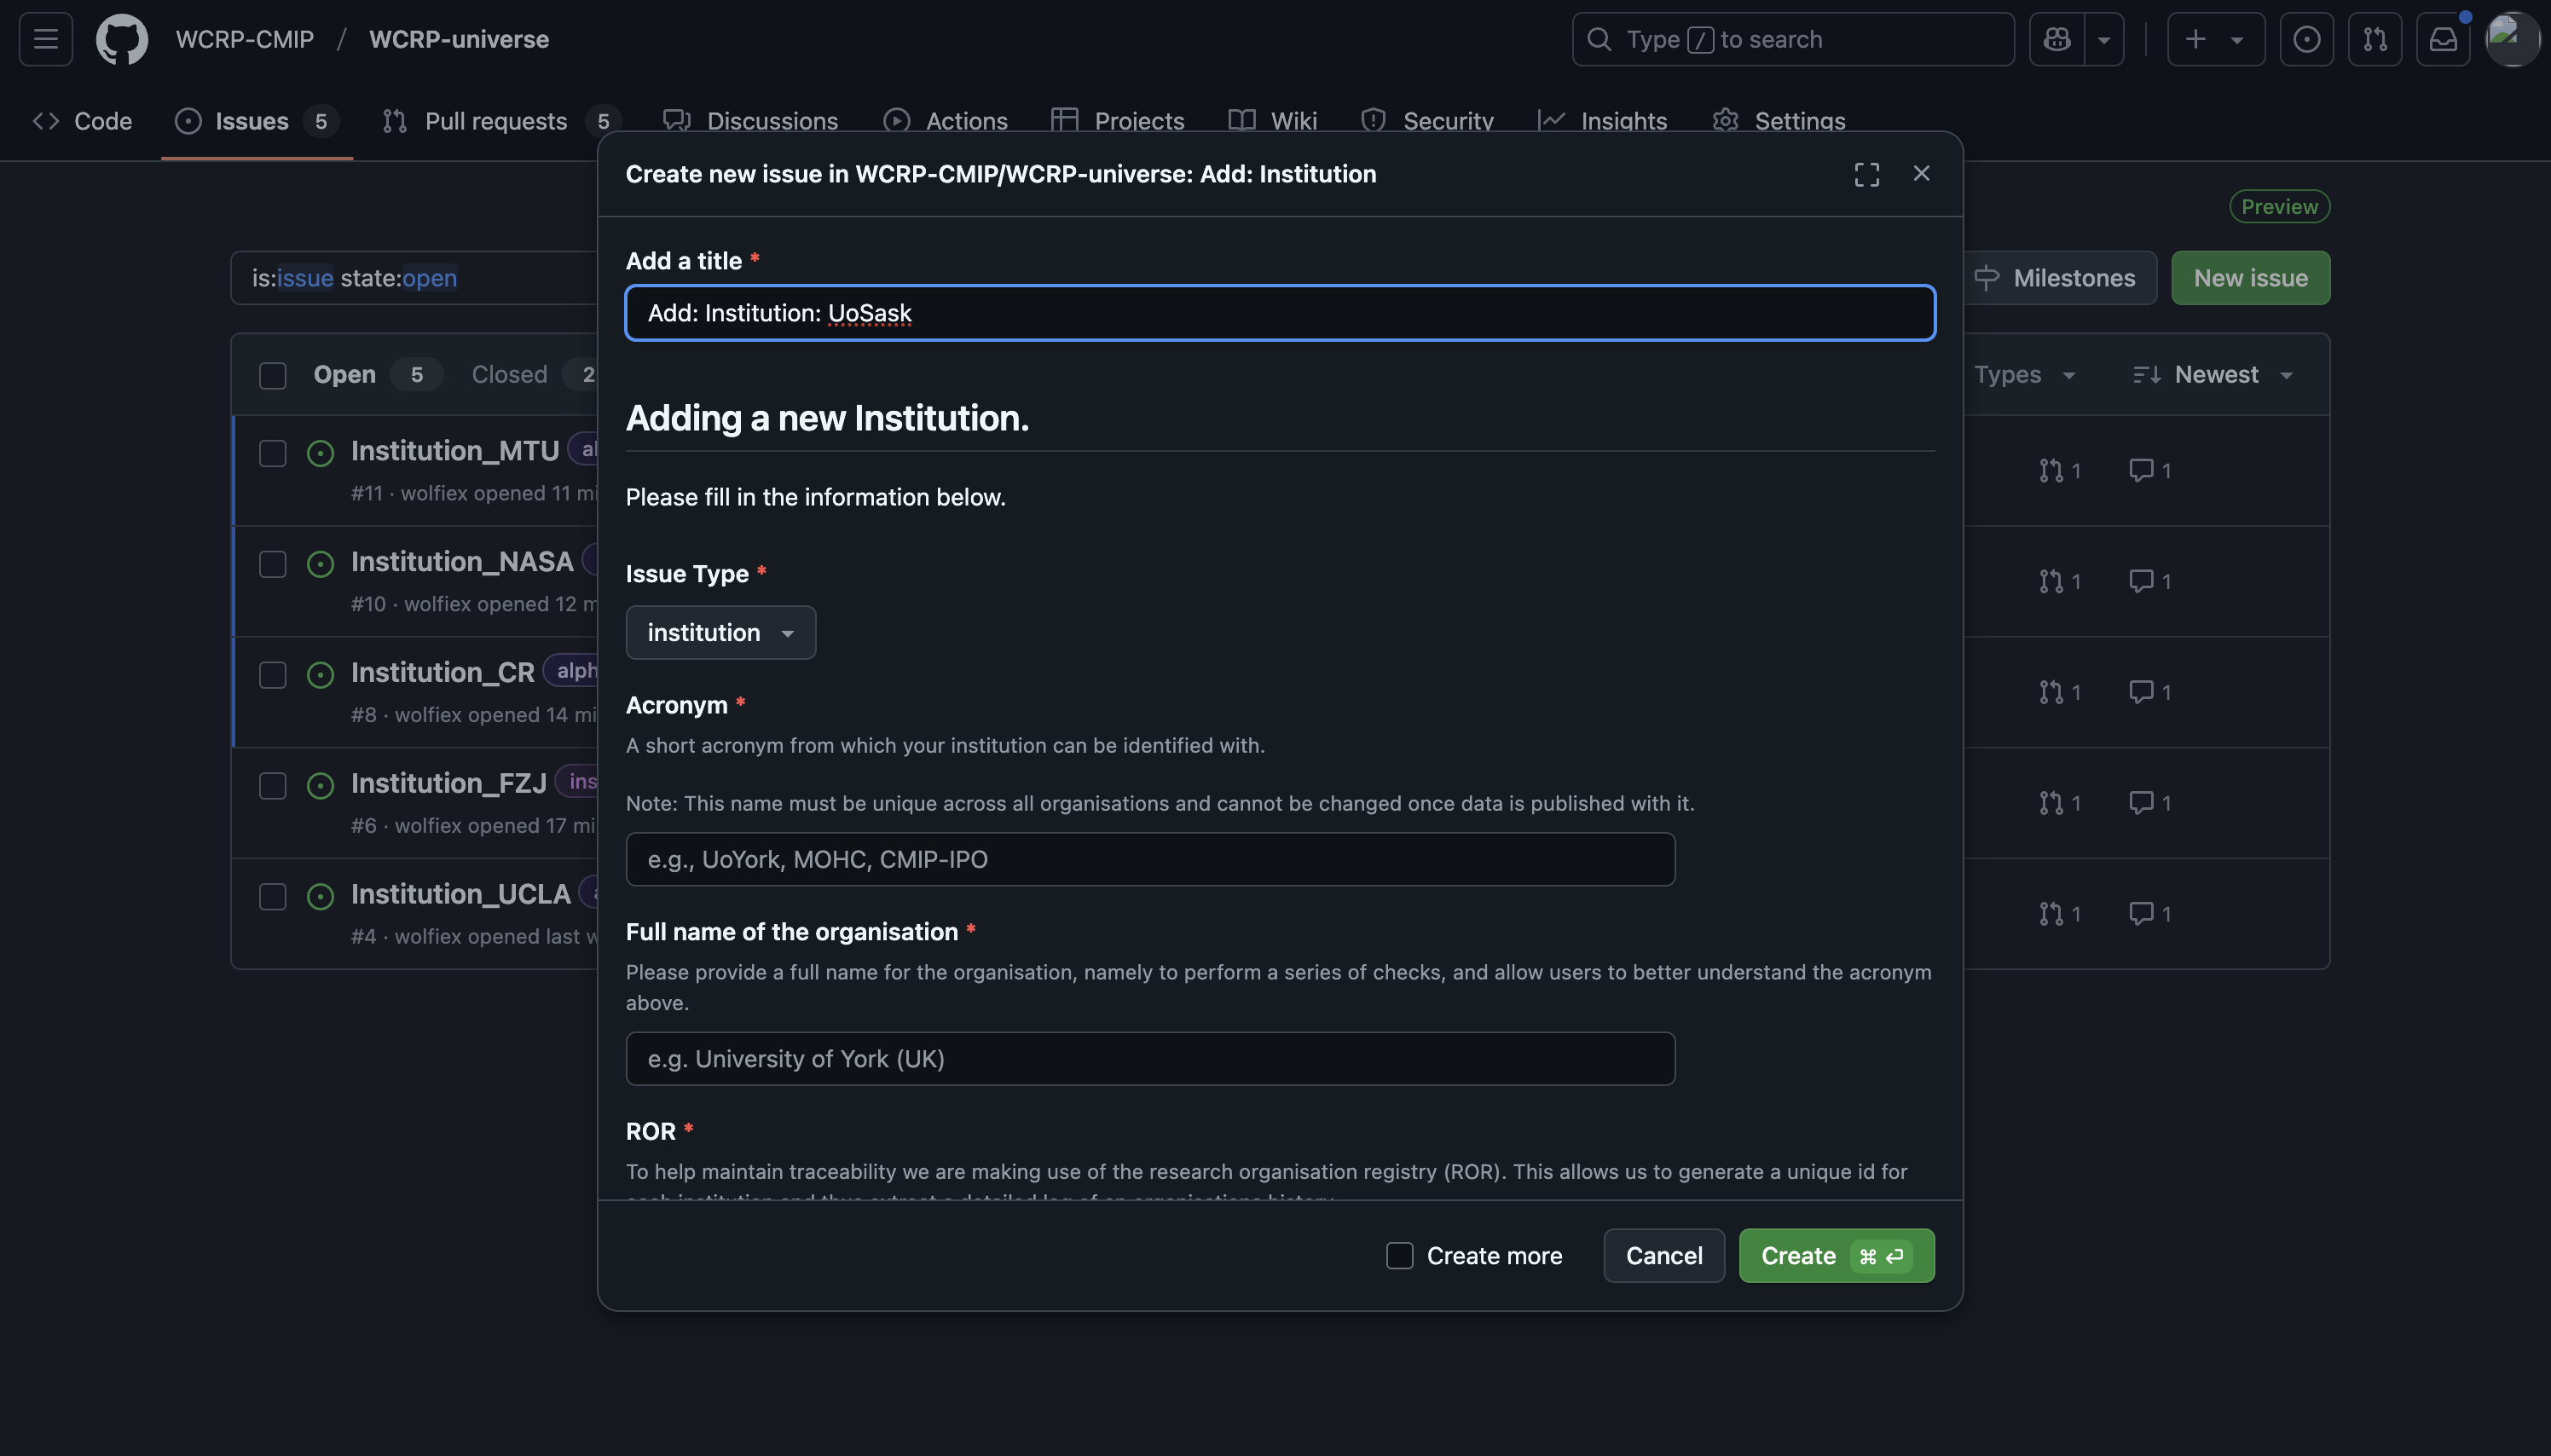 WCRP-CMIP / WCRP-universe
Type / to search
Code
Issues 5
Pull requests 5
Discussions
Actions
Projects
Wiki
Security
Insights
Settings
Create new issue in WCRP-CMIP/WCRP-universe: Add: Institution
Preview
is:issue state:open
Milestones
New issue
Open 5
Closed 2
Types
Newest
Institution_MTU
#11 · wolfiex opened 11
1 1
Institution_NASA
#10 · wolfiex opened 12
1 1
Institution_CR
#8 · wolfiex opened 14
1 1
Institution_FZJ
#6 · wolfiex opened 17
1 1
Institution_UCLA
#4 · wolfiex opened last
1 1
Add a title *
Add: Institution: UoSask
Adding a new Institution.
Please fill in the information below.
Issue Type *
institution
Acronym *
A short acronym from which your institution can be identified with.
Note: This name must be unique across all organisations and cannot be changed once data is published with it.
e.g., UoYork, MOHC, CMIP-IPO
Full name of the organisation *
Please provide a full name for the organisation, namely to perform a series of checks, and allow users to better understand the acronym
above.
e.g. University of York (UK)
ROR *
To help maintain traceability we are making use of the research organisation registry (ROR). This allows us to generate a unique id for
Create more
Cancel
Create ⌘ ↵